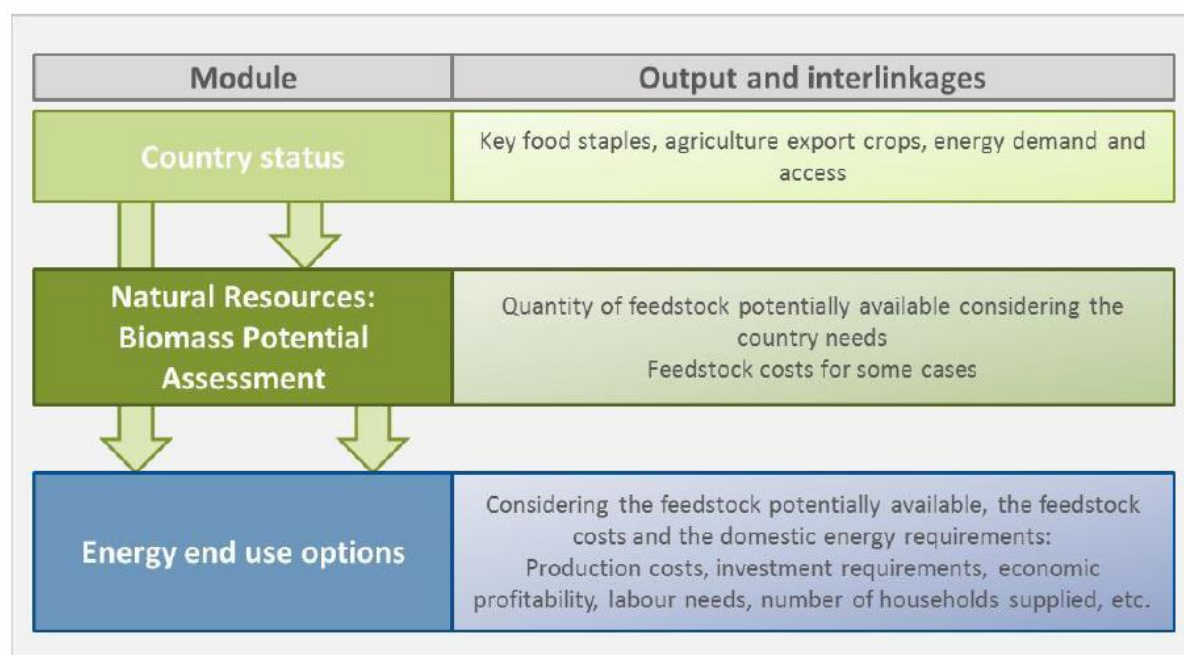 Module
Output and interlinkages
Country status
Key food staples, agriculture export crops, energy demand and
access
Natural Resources:
Biomass Potential
Assessment
Quantity of feedstock potentially available considering the
country needs
Feedstock costs for some cases
Energy end use options
Considering the feedstock potentially available, the feedstock
costs and the domestic energy requirements:
Production costs, investment requirements, economic
profitability, labour needs, number of households supplied, etc.